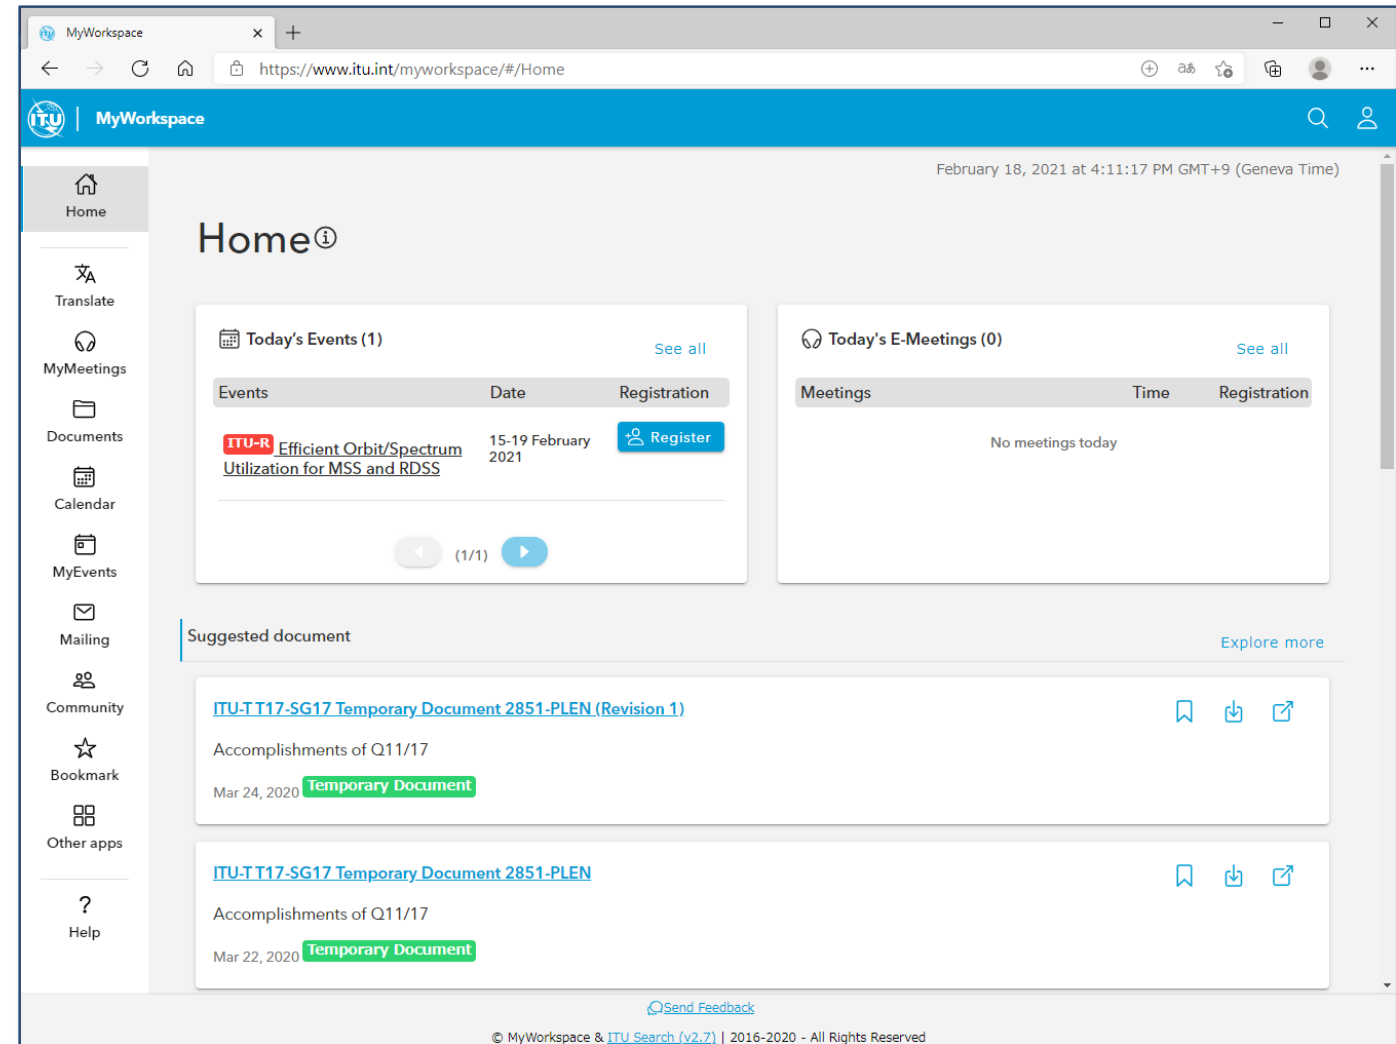 MyWorkspace
https://www.itu.int/myworkspace/#/Home
ITU | MyWorkspace
February 18, 2021 at 4:11:17 PM GMT+9 (Geneva Time)
Home
Translate
MyMeetings
Documents
Calendar
MyEvents
Mailing
Community
Bookmark
Other apps
?
Help
Home
Today's Events (1)
See all
Events Date Registration
ITU-R Efficient Orbit/Spectrum
Utilization for MSS and RDSS
15-19 February
2021
Register
(1/1)
Today's E-Meetings (0)
See all
Meetings Time Registration
No meetings today
Suggested document
Explore more
ITU-T T17-SG17 Temporary Document 2851-PLEN (Revision 1)
Accomplishments of Q11/17
Mar 24, 2020 Temporary Document
ITU-T T17-SG17 Temporary Document 2851-PLEN
Accomplishments of Q11/17
Mar 22, 2020 Temporary Document
Send Feedback
© MyWorkspace & ITU Search (v2.7) | 2016-2020 - All Rights Reserved